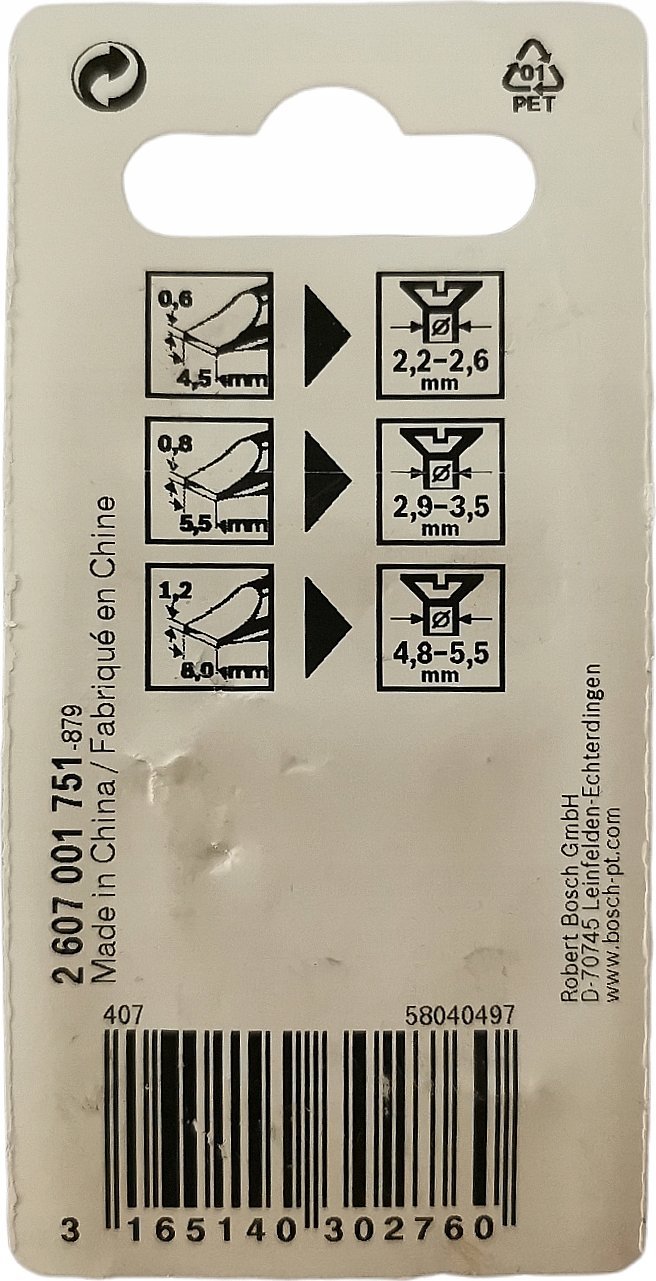 01
PET
0,6
4,5 mm
2,2-2,6
mm
0,8
5,5 mm
2,9-3,5
mm
1,2
8,0 mm
4,8-5,5
mm
2 607 001 751-879
Made in China / Fabriqué en Chine
Robert Bosch GmbH
D-70745 Leinfelden-Echterdingen
www.bosch-pt.com
407 58040497
3 165140 302760